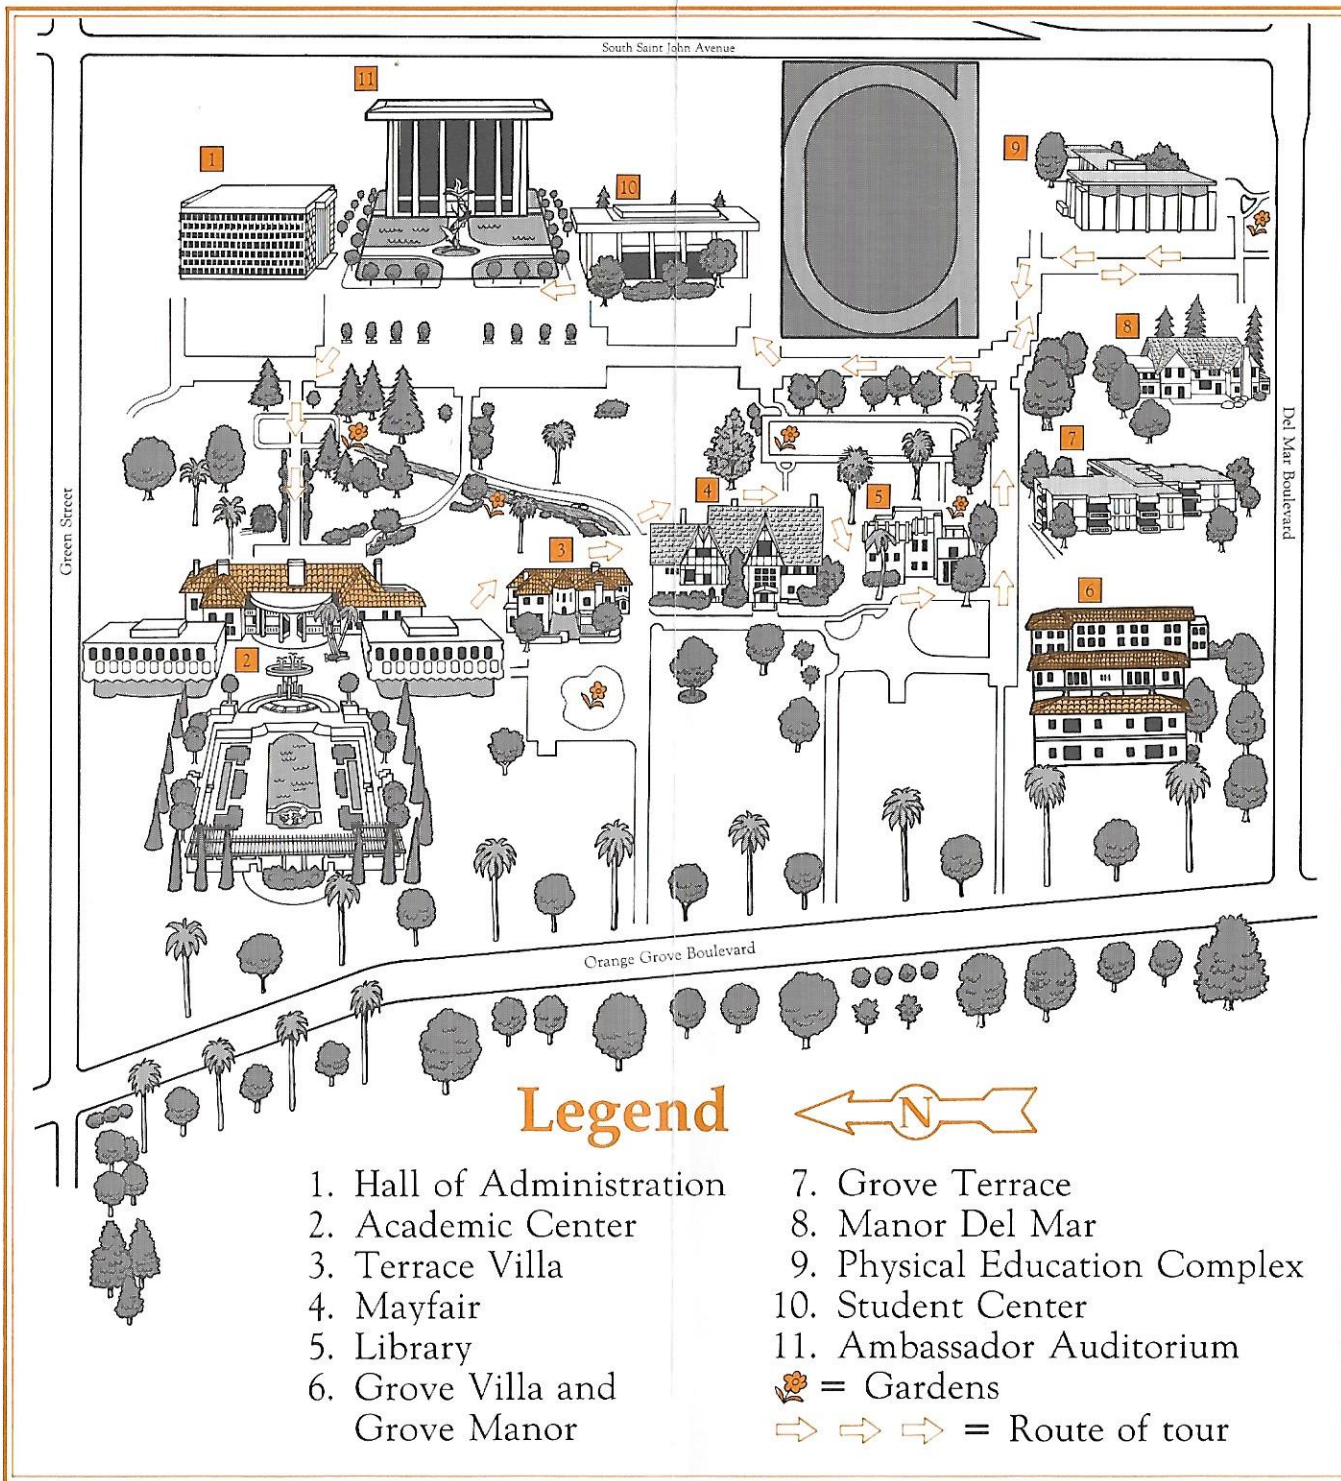 South Saint John Avenue
11
1
10
9
8
7
Green Street
Del Mar Boulevard
4
5
3
6
2
Orange Grove Boulevard
Legend
N
1. Hall of Administration
2. Academic Center
3. Terrace Villa
4. Mayfair
5. Library
6. Grove Villa and
Grove Manor
7. Grove Terrace
8. Manor Del Mar
9. Physical Education Complex
10. Student Center
11. Ambassador Auditorium
= Gardens
= Route of tour